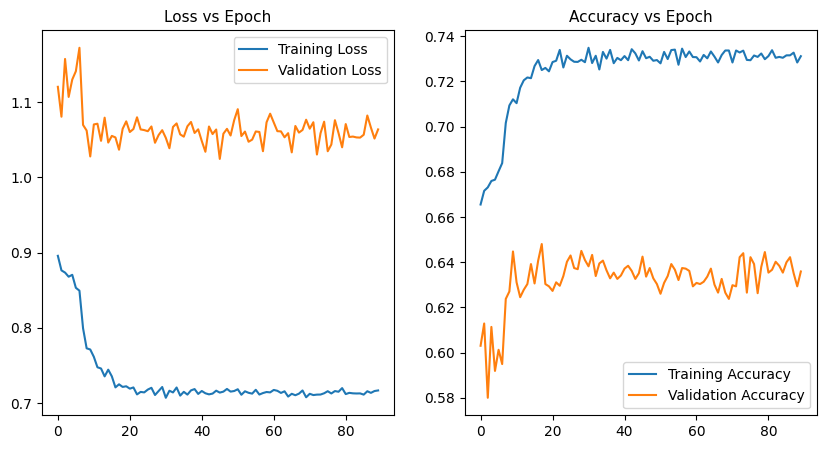 Loss vs Epoch
Training Loss
Validation Loss
1.1
1.0
0.9
0.8
0.7
0 20 40 60 80
Accuracy vs Epoch
0.74
0.72
0.70
0.68
0.66
0.64
0.62
0.60
0.58
Training Accuracy
Validation Accuracy
0 20 40 60 80